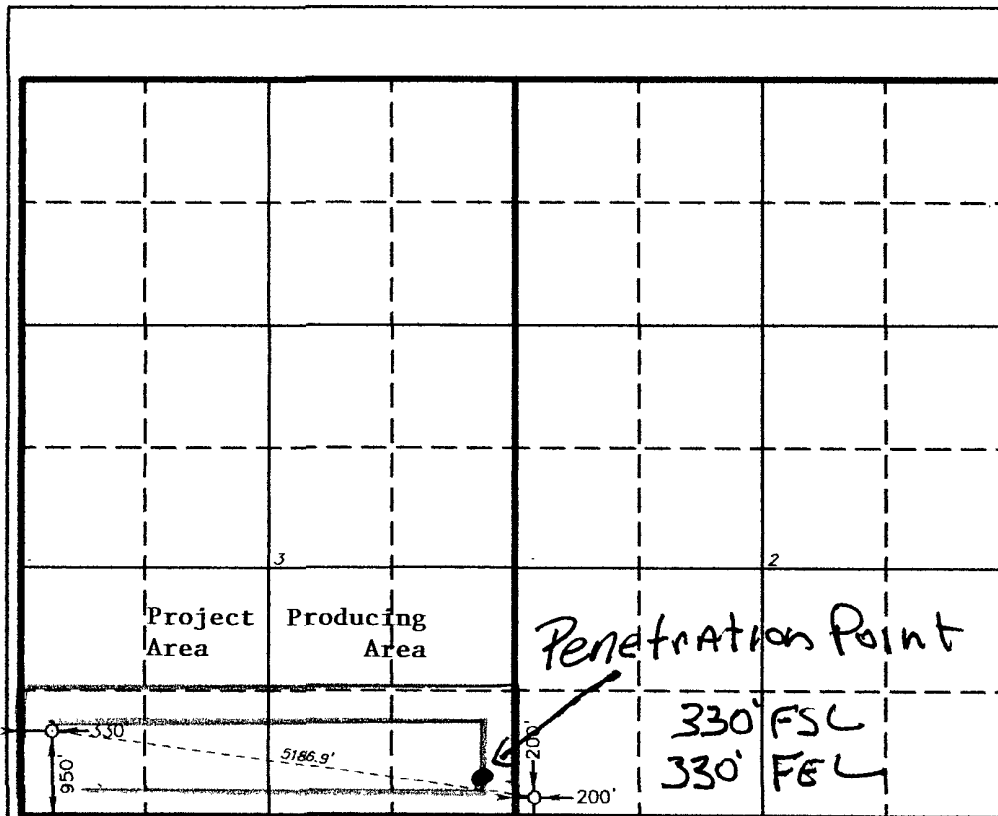 3
2
Project Producing
Area Area
Penetration Point
330' FSL
330' FEL
330'
5186.9'
200'
950'
200'